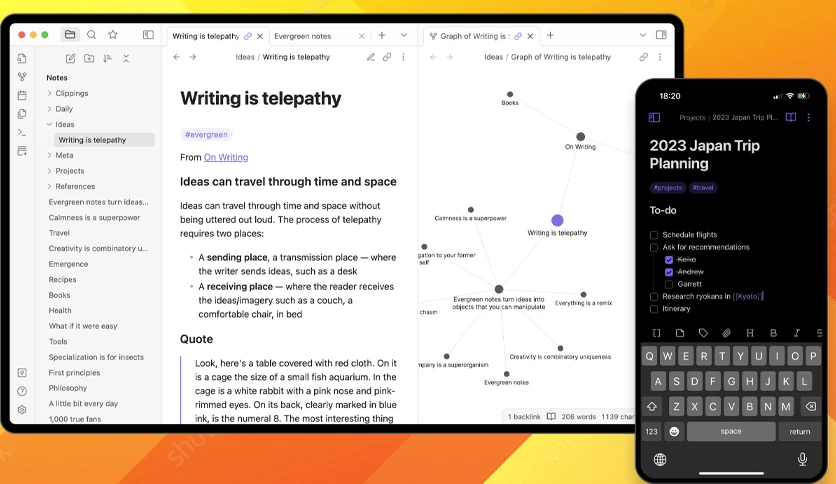 Writing is telepathy
Evergreen notes
Graph of Writing is t
Ideas / Writing is telepathy
Ideas / Graph of Writing is telepathy
Notes
Clippings
Daily
Ideas
Writing is telepathy
Meta
Projects
References
Evergreen notes turn ideas...
Calmness is a superpower
Travel
Creativity is combinatory u...
Emergence
Recipes
Books
Health
What if it were easy
Tools
Specialization is for insects
First principles
Philosophy
A little bit every day
1,000 true fans
Writing is telepathy
#evergreen
From On Writing
Ideas can travel through time and space
Ideas can travel through time and space without
being uttered out loud. The process of telepathy
requires two places:
• A sending place, a transmission place — where
the writer sends ideas, such as a desk
• A receiving place — where the reader receives
the ideas/imagery such as a couch, a
comfortable chair, in bed
Quote
Look, here's a table covered with red cloth. On it
is a cage the size of a small fish aquarium. In the
cage is a white rabbit with a pink nose and pink-
rimmed eyes. On its back, clearly marked in blue
ink, is the numeral 8. The most interesting thing
Books
On Writing
Calmness is a superpower
Writing is telepathy
gation to your former
self
Evergreen notes turn ideas into
objects that you can manipulate
Everything is a remix
chasm
Creativity is combinatory uniqueness
mpany is a superorganism
Evergreen notes
1 backlink 206 words 1139 char
18:20
Projects / 2023 Japan Trip Pl...
2023 Japan Trip
Planning
#projects #travel
To-do
Schedule flights
Ask for recommendations
Keiko
Andrew
Garrett
Research ryokans in [[Kyoto]]
Itinerary
H B I S
Q W E R T Y U I O P
A S D F G H J K L
Z X C V B N M
123 space return